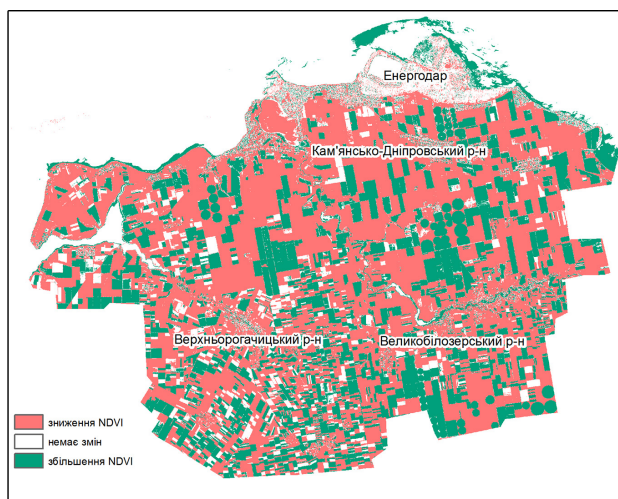 Енергодар
Кам'янсько-Дніпровський р-н
Верхньорогачицький р-н
Великобілозерський р-н
зниження NDVI
немає змін
збільшення NDVI